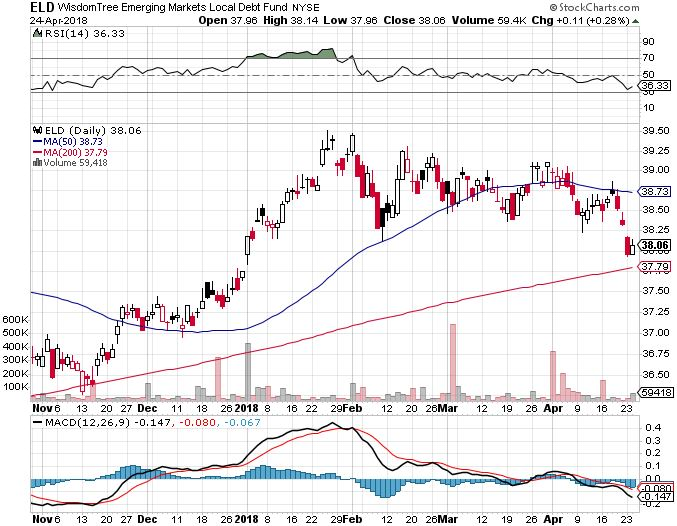 ELD WisdomTree Emerging Markets Local Debt Fund NYSE © StockCharts.com
24-Apr-2018 Open 37.96 High 38.14 Low 37.96 Close 38.06 Volume 59.4K Chg +0.11 (+0.28%)
RSI(14) 36.33
90
70
50
36.33
30
10
ELD (Daily) 38.06
MA(50) 38.73
MA(200) 37.79
Volume 59,418
39.50
39.25
39.00
38.73
38.50
38.25
38.06
37.79
37.50
37.25
37.00
36.75
36.50
36.25
600K
500K
400K
300K
200K
100K
59418
Nov 6 13 20 27 Dec 11 18 26 2018 8 16 22 29 Feb 12 20 26 Mar 12 19 26 Apr 9 16 23
MACD(12,26,9) -0.147, -0.080, -0.067
0.4
0.3
0.2
0.1
0.0
-0.080
-0.147
-0.2
Nov 6 13 20 27 Dec 11 18 26 2018 8 16 22 29 Feb 12 20 26 Mar 12 19 26 Apr 9 16 23